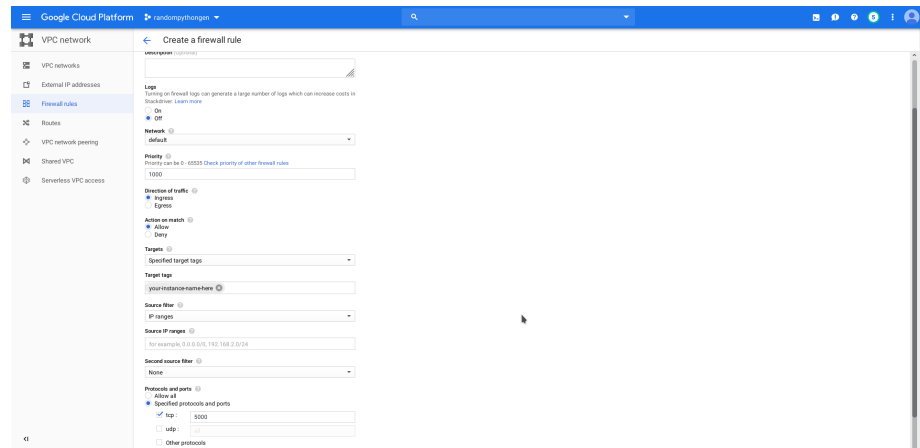 Google Cloud Platform
randompythongen
5
VPC network
Create a firewall rule
VPC networks
External IP addresses
Firewall rules
Routes
VPC network peering
Shared VPC
Serverless VPC access
Description (optional)
Logs
Turning on firewall logs can generate a large number of logs which can increase costs in
Stackdriver. Learn more
On
Off
Network
default
Priority
Priority can be 0 - 65535 Check priority of other firewall rules
1000
Direction of traffic
Ingress
Egress
Action on match
Allow
Deny
Targets
Specified target tags
Target tags
your-instance-name-here
Source filter
IP ranges
Source IP ranges
for example, 0.0.0.0/0, 192.168.2.0/24
Second source filter
None
Protocols and ports
Allow all
Specified protocols and ports
tcp :
5000
udp :
all
Other protocols